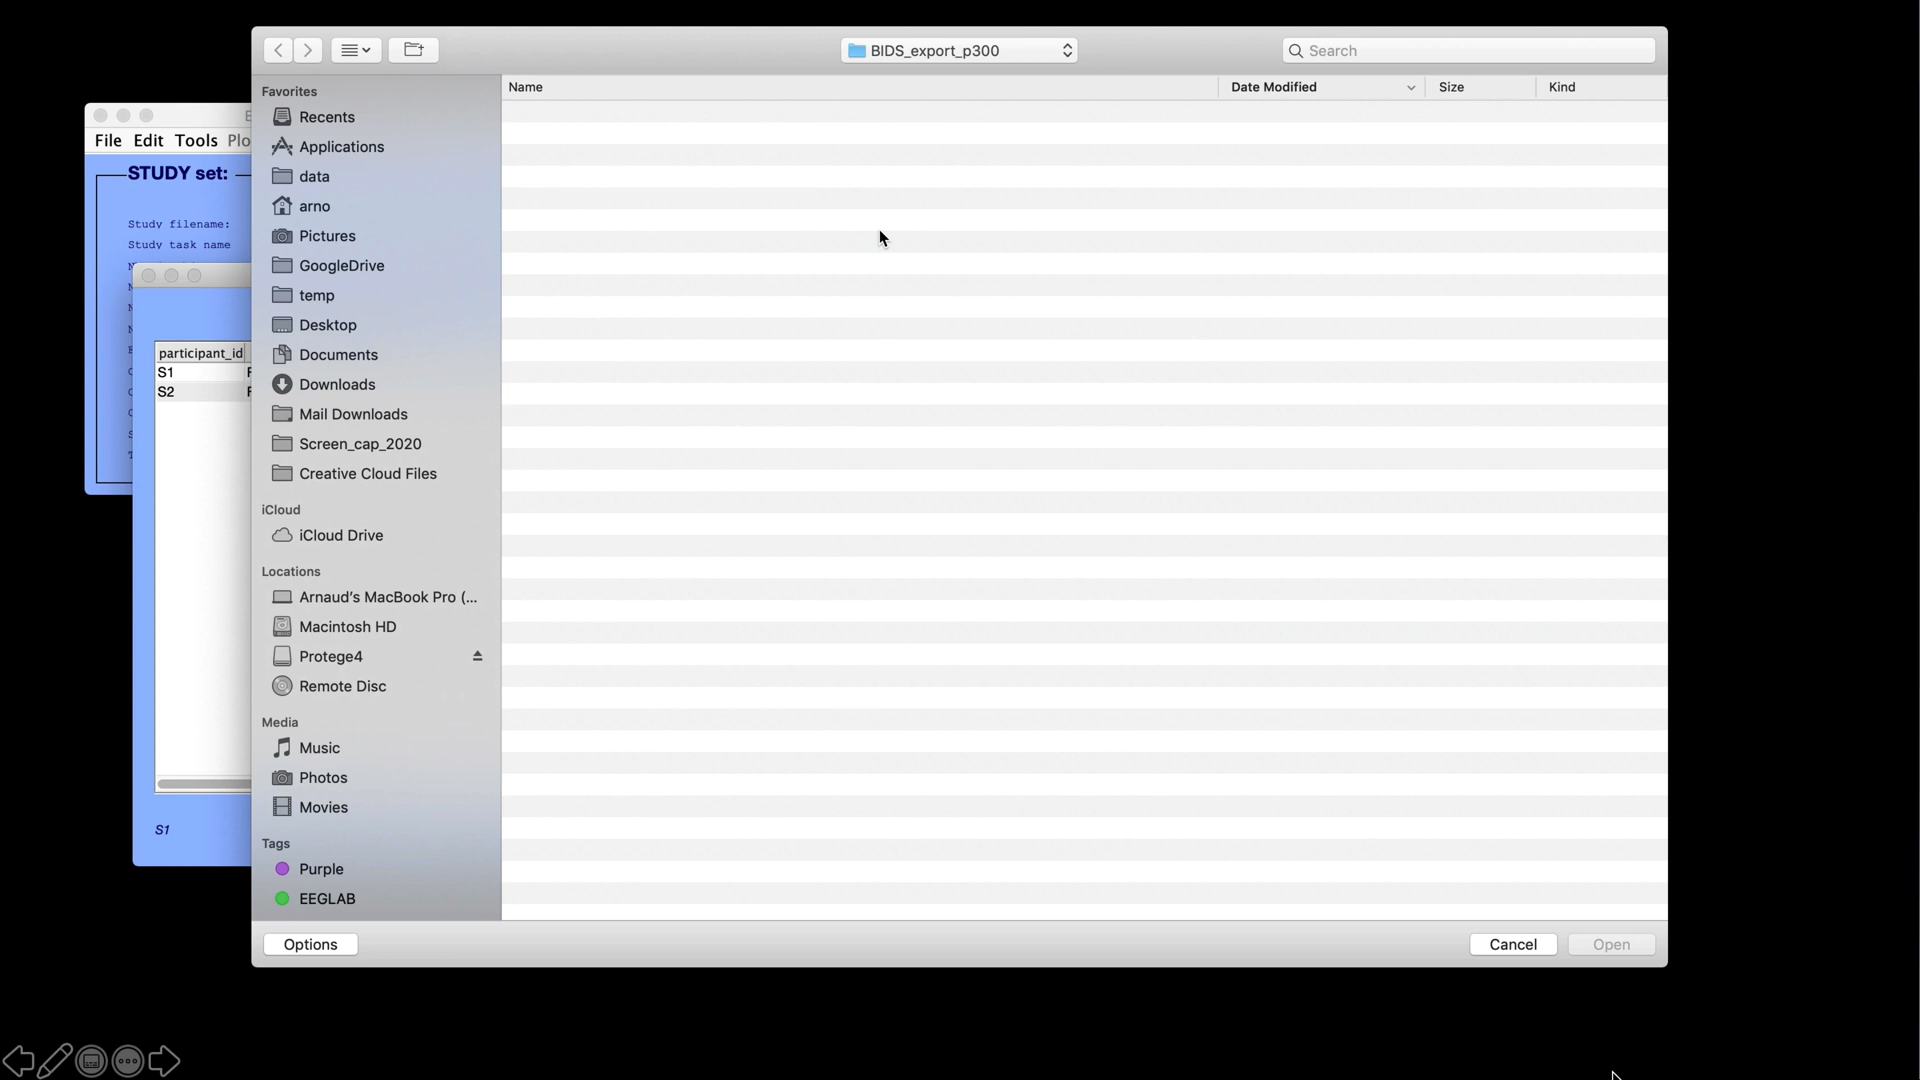 BIDS_export_p300
Search
Name
Date Modified
Size
Kind
Favorites
Recents
Applications
data
arno
Pictures
GoogleDrive
temp
Desktop
Documents
Downloads
Mail Downloads
Screen_cap_2020
Creative Cloud Files
iCloud
iCloud Drive
Locations
Arnaud's MacBook Pro (...
Macintosh HD
Protege4
Remote Disc
Media
Music
Photos
Movies
Tags
Purple
EEGLAB
Options
Cancel
Open
File Edit Tools Plo
STUDY set:
Study filename:
Study task name
participant_id
S1
S2
S1